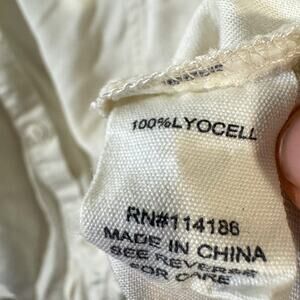 100%LYOCELL
RN#114186
MADE IN CHINA
SEE REVERSE
FOR CARE